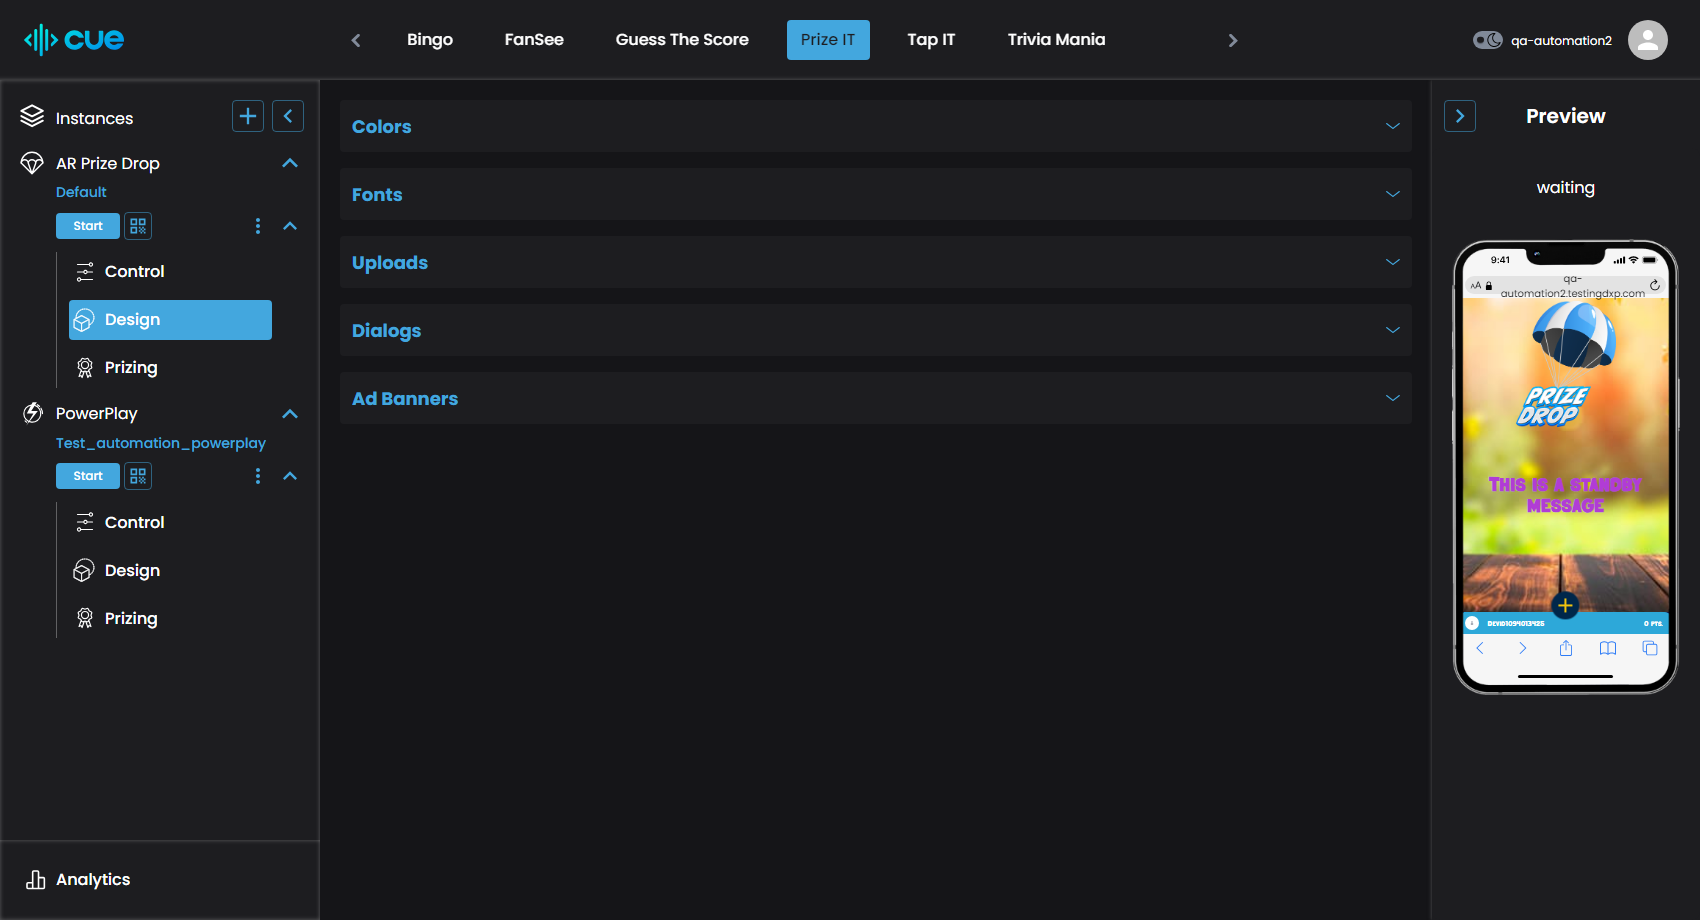 cue
Bingo
FanSee
Guess The Score
Prize IT
Tap IT
Trivia Mania
qa-automation2
Instances
AR Prize Drop
Default
Start
Control
Design
Prizing
PowerPlay
Test_automation_powerplay
Start
Control
Design
Prizing
Analytics
Colors
Fonts
Uploads
Dialogs
Ad Banners
Preview
waiting
9:41
AA
qa-
automation2.testingdxp.com
PRIZE
DROP
THIS IS A STANDBY
MESSAGE
0 PTS.